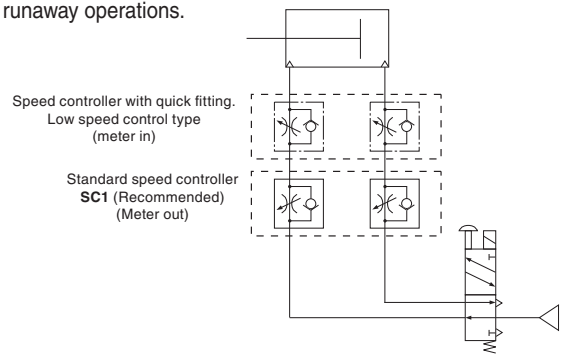 runaway operations.
Speed controller with quick fitting.
Low speed control type
(meter in)
Standard speed controller
SC1 (Recommended)
(Meter out)